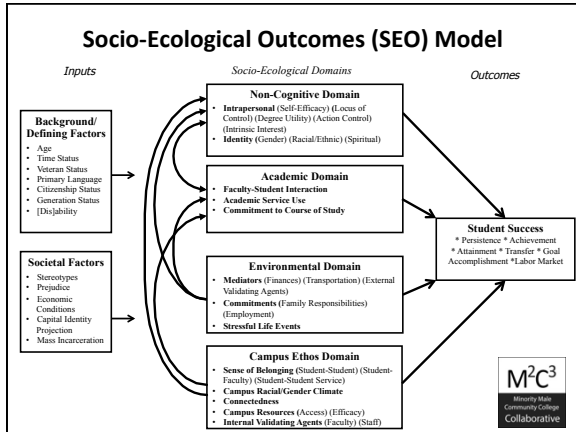 Socio-Ecological Outcomes (SEO) Model
Inputs
Socio-Ecological Domains
Outcomes
Background/
Defining Factors
• Age
• Time Status
• Veteran Status
• Primary Language
• Citizenship Status
• Generation Status
• [Dis]ability
Societal Factors
• Stereotypes
• Prejudice
• Economic
Conditions
• Capital Identity
Projection
• Mass Incarceration
Non-Cognitive Domain
• Intrapersonal (Self-Efficacy) (Locus of
Control) (Degree Utility) (Action Control)
(Intrinsic Interest)
• Identity (Gender) (Racial/Ethnic) (Spiritual)
Academic Domain
• Faculty-Student Interaction
• Academic Service Use
• Commitment to Course of Study
Environmental Domain
• Mediators (Finances) (Transportation) (External
Validating Agents)
• Commitments (Family Responsibilities)
(Employment)
• Stressful Life Events
Campus Ethos Domain
• Sense of Belonging (Student-Student) (Student-
Faculty) (Student-Student Service)
• Campus Racial/Gender Climate
• Connectedness
• Campus Resources (Access) (Efficacy)
• Internal Validating Agents (Faculty) (Staff)
Student Success
* Persistence * Achievement
* Attainment * Transfer * Goal
Accomplishment *Labor Market
M²C³
Minority Male
Community College
Collaborative